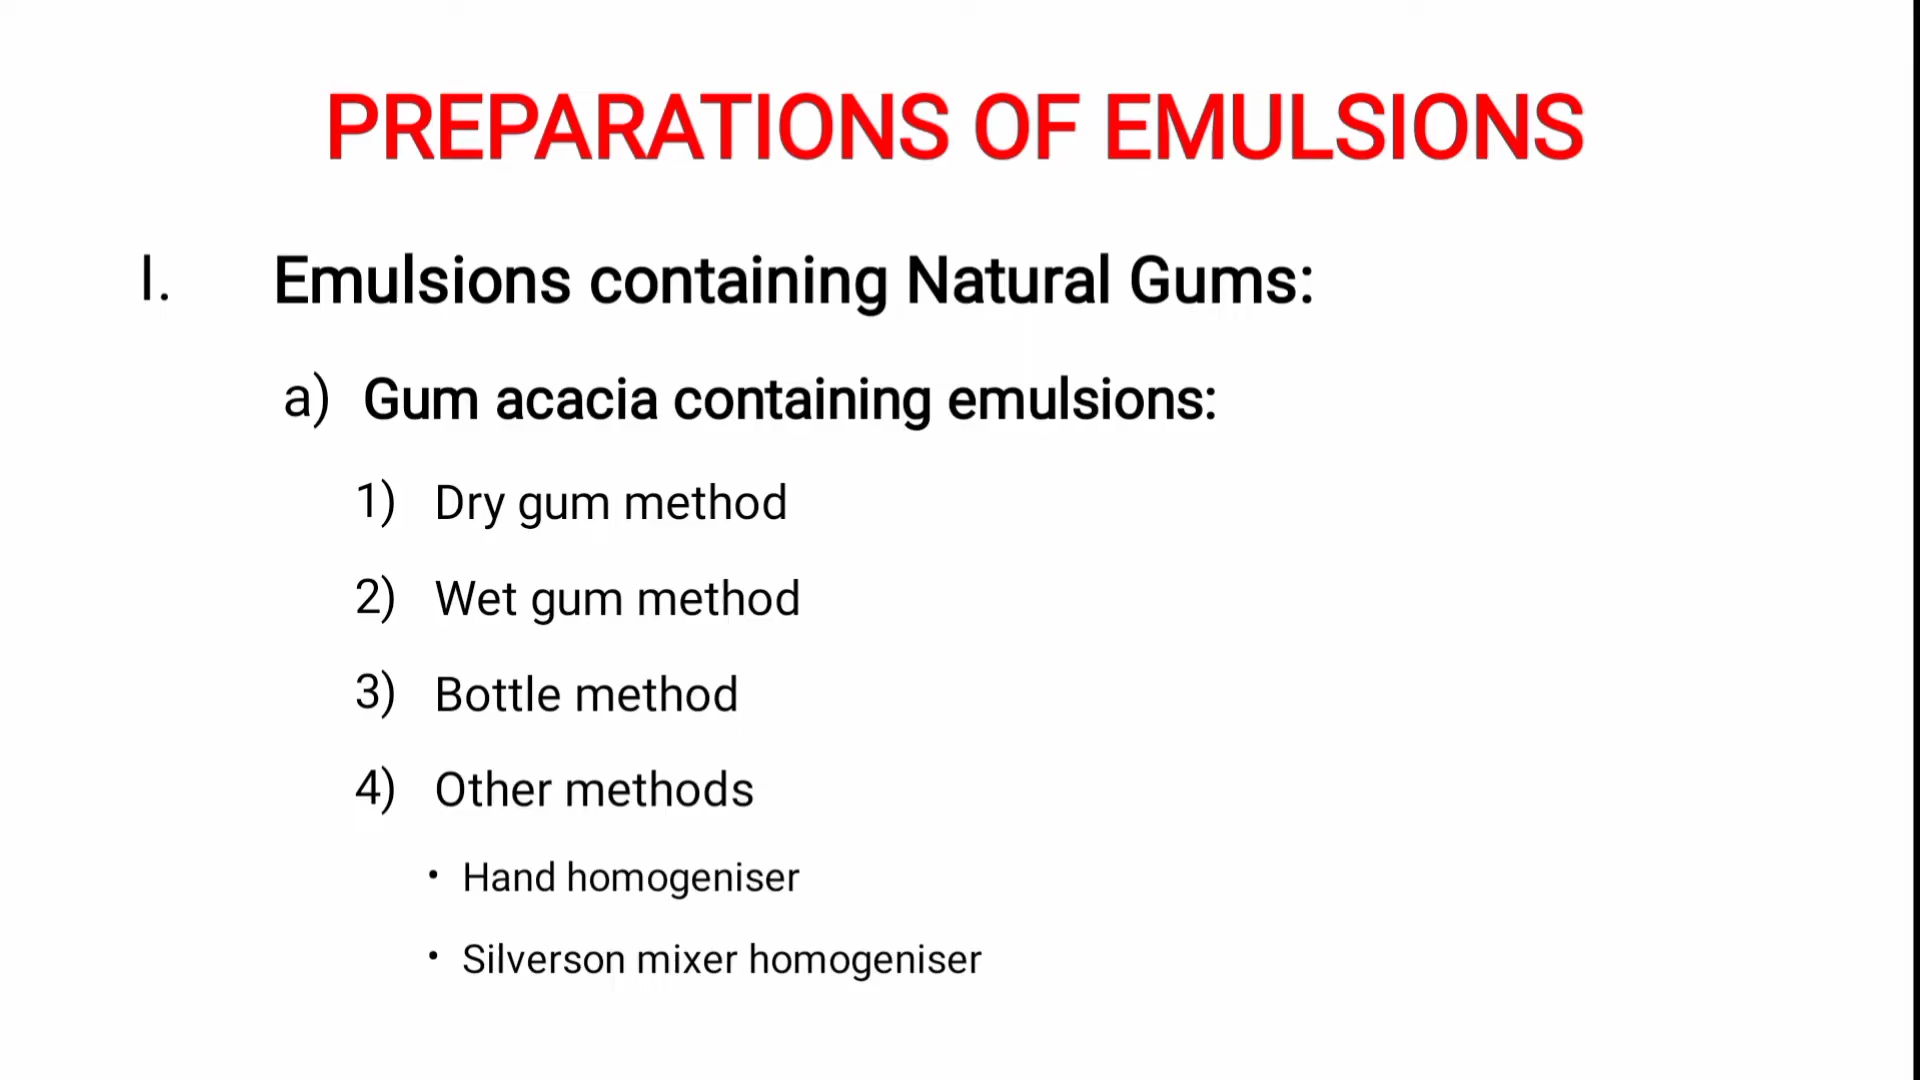 PREPARATIONS OF EMULSIONS
I. Emulsions containing Natural Gums:
a) Gum acacia containing emulsions:
1) Dry gum method
2) Wet gum method
3) Bottle method
4) Other methods
• Hand homogeniser
• Silverson mixer homogeniser